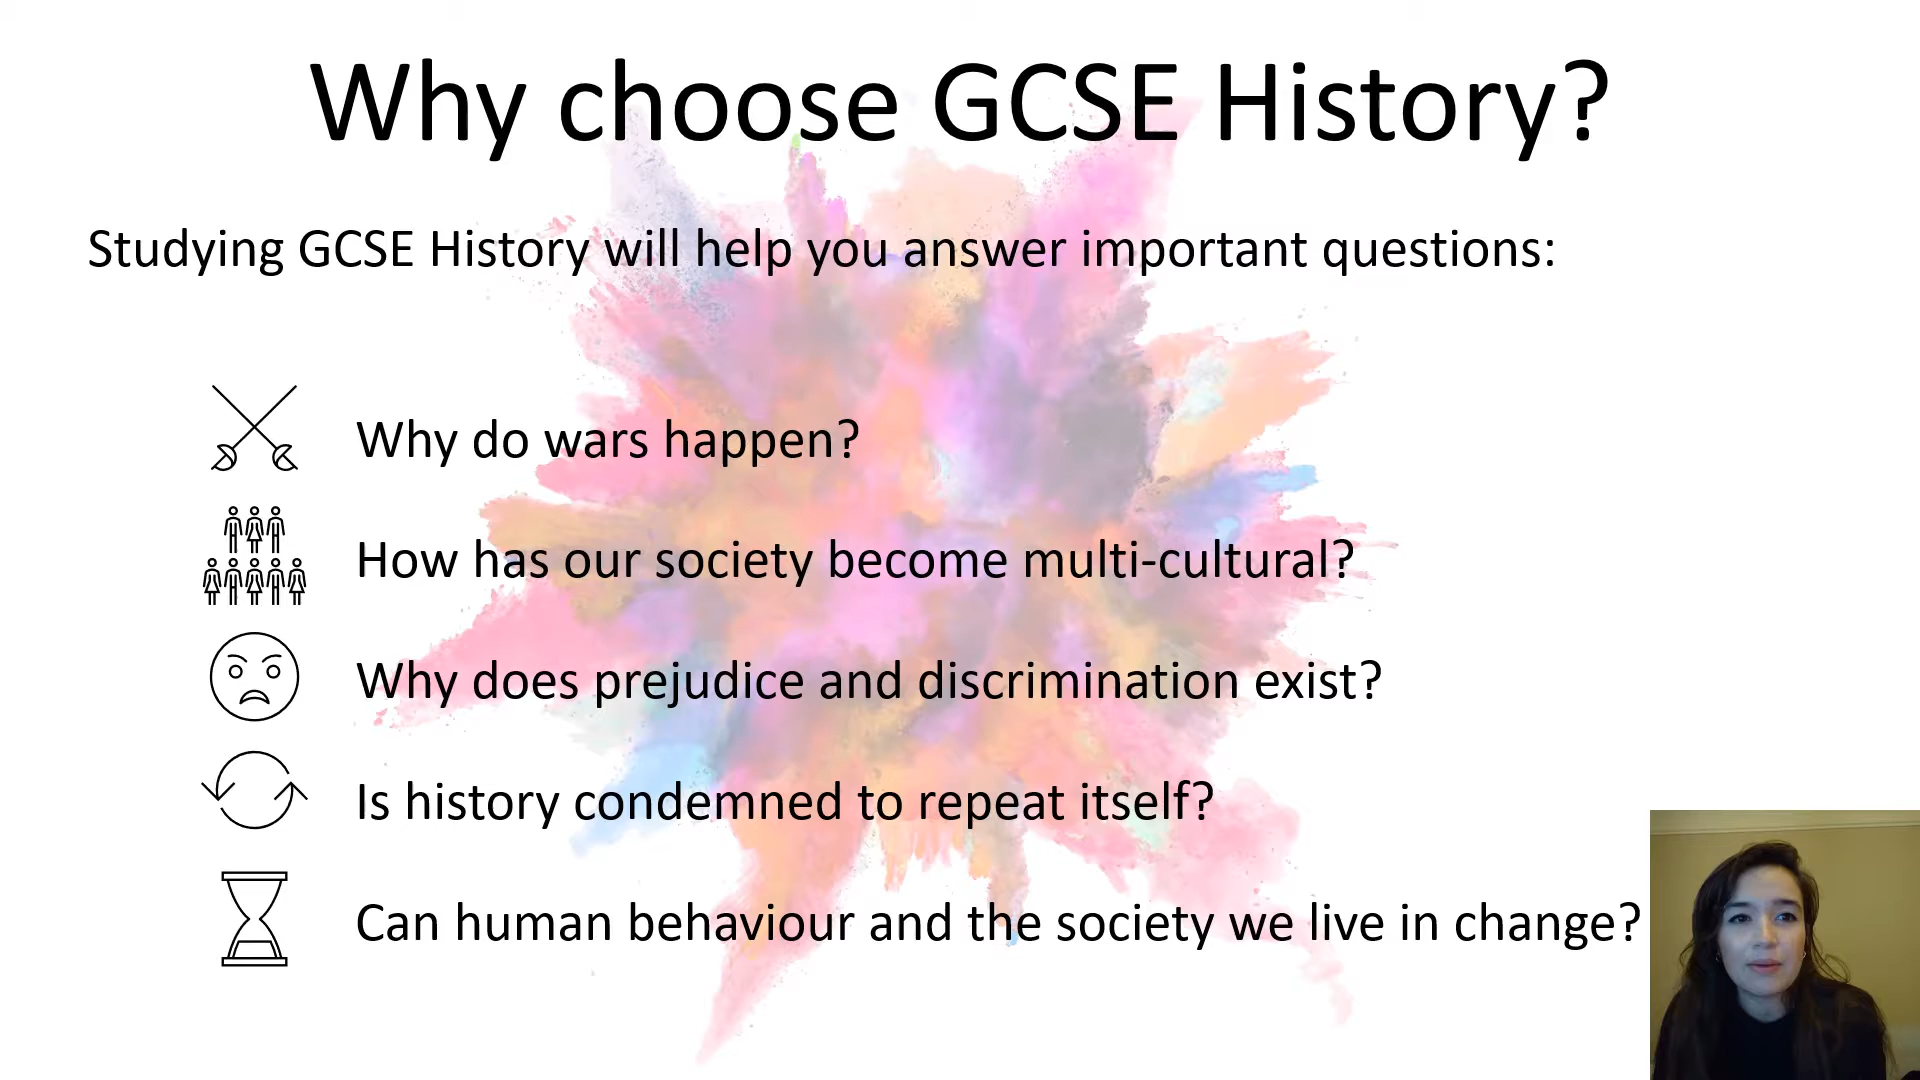 Why choose GCSE History?
Studying GCSE History will help you answer important questions:
Why do wars happen?
How has our society become multi-cultural?
Why does prejudice and discrimination exist?
Is history condemned to repeat itself?
Can human behaviour and the society we live in change?